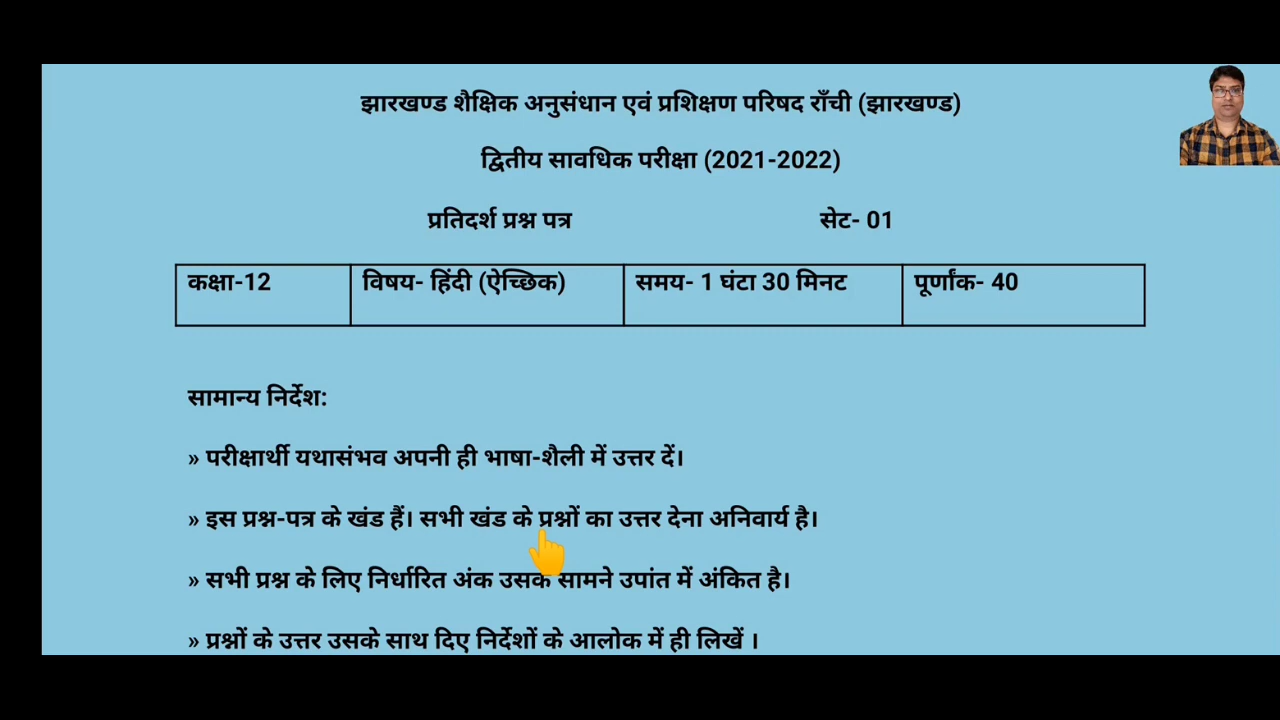 झारखण्ड शैक्षिक अनुसंधान एवं प्रशिक्षण परिषद राँची (झारखण्ड)
द्वितीय सावधिक परीक्षा (2021-2022)
प्रतिदर्श प्रश्न पत्र सेट- 01
कक्षा-12 विषय- हिंदी (ऐच्छिक) समय- 1 घंटा 30 मिनट पूर्णांक- 40
सामान्य निर्देश:
» परीक्षार्थी यथासंभव अपनी ही भाषा-शैली में उत्तर दें।
» इस प्रश्न-पत्र के खंड हैं। सभी खंड के प्रश्नों का उत्तर देना अनिवार्य है।
» सभी प्रश्न के लिए निर्धारित अंक उसके सामने उपांत में अंकित है।
» प्रश्नों के उत्तर उसके साथ दिए निर्देशों के आलोक में ही लिखें ।